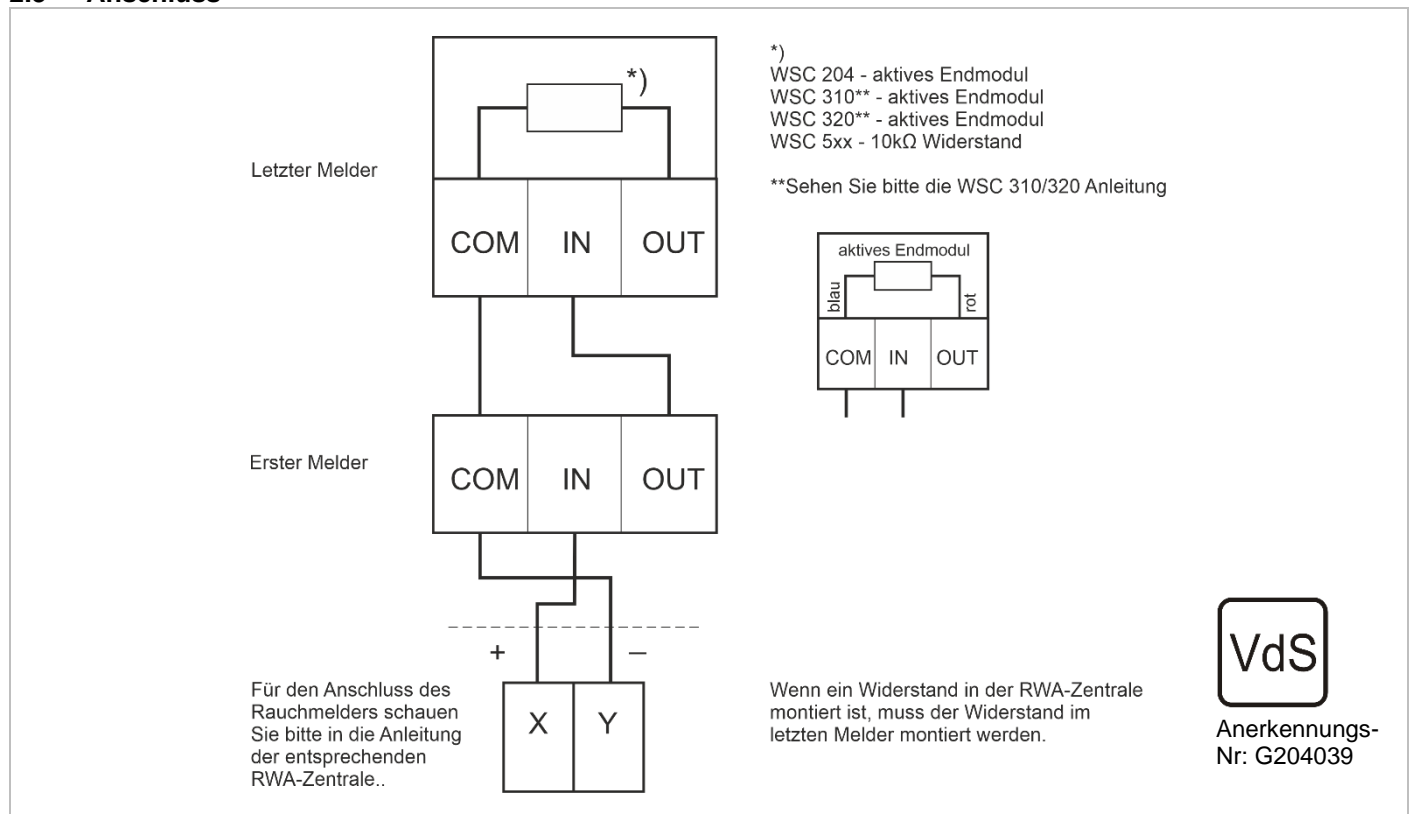 2.3 Anschluss
*)
Letzter Melder
COM IN OUT
Erster Melder
COM IN OUT
+ –
X Y
Für den Anschluss des
Rauchmelders schauen
Sie bitte in die Anleitung
der entsprechenden
RWA-Zentrale..
*)
WSC 204 - aktives Endmodul
WSC 310** - aktives Endmodul
WSC 320** - aktives Endmodul
WSC 5xx - 10kΩ Widerstand
**Sehen Sie bitte die WSC 310/320 Anleitung
aktives Endmodul
blau
rot
COM IN OUT
Wenn ein Widerstand in der RWA-Zentrale
montiert ist, muss der Widerstand im
letzten Melder montiert werden.
VdS
Anerkennungs-
Nr: G204039